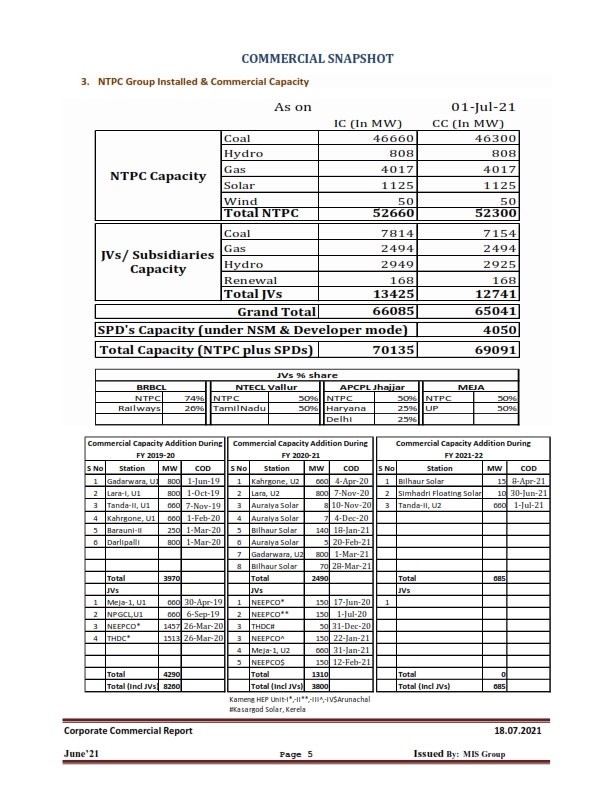 COMMERCIAL SNAPSHOT
3. NTPC Group Installed & Commercial Capacity
As on 01-Jul-21
IC (In MW) CC (In MW)
NTPC Capacity
Coal 46660 46300
Hydro 808 808
Gas 4017 4017
Solar 1125 1125
Wind 50 50
Total NTPC 52660 52300
JVs/ Subsidiaries Capacity
Coal 7814 7154
Gas 2494 2494
Hydro 2949 2925
Renewal 168 168
Total JVs 13425 12741
Grand Total 66085 65041
SPD's Capacity (under NSM & Developer mode) 4050
Total Capacity (NTPC plus SPDs) 70135 69091
JVs % share
BRBCL NTECL Vallur APCPL Jhajjar MEJA
NTPC 74% NTPC 50% NTPC 50% NTPC 50%
Railways 26% TamilNadu 50% Haryana 25% UP 50%
Delhi 25%
Commercial Capacity Addition During FY 2019-20
S No Station MW COD
1 Gadarwara, U1 800 1-Jun-19
2 Lara-I, U1 800 1-Oct-19
3 Tanda-II, U1 660 7-Nov-19
4 Kahrgone, U1 660 1-Feb-20
5 Barauni-II 250 1-Mar-20
6 Darlipalli 800 1-Mar-20
Total 3970
JVs
1 Meja-1, U1 660 30-Apr-19
2 NPGCL,U1 660 6-Sep-19
3 NEEPCO* 1457 26-Mar-20
4 THDC* 1513 26-Mar-20
Total 4290
Total (Incl JVs) 8260
Commercial Capacity Addition During FY 2020-21
S No Station MW COD
1 Kahrgone, U2 660 4-Apr-20
2 Lara, U2 800 7-Nov-20
3 Auraiya Solar 8 10-Nov-20
4 Auraiya Solar 7 4-Dec-20
5 Bilhaur Solar 140 18-Jan-21
6 Auraiya Solar 5 20-Feb-21
7 Gadarwara, U2 800 1-Mar-21
8 Bilhaur Solar 70 28-Mar-21
Total 2490
JVs
1 NEEPCO* 150 17-Jun-20
2 NEEPCO** 150 1-Jul-20
3 THDC# 50 31-Dec-20
3 NEEPCO^ 150 22-Jan-21
4 Meja-1, U2 660 31-Jan-21
5 NEEPCO$ 150 12-Feb-21
Total 1310
Total (Incl JVs) 3800
Commercial Capacity Addition During FY 2021-22
S No Station MW COD
1 Bilhaur Solar 15 8-Apr-21
2 Simhadri Floating Solar 10 30-Jun-21
3 Tanda-II, U2 660 1-Jul-21
Total 685
JVs
1
Total 0
Total (Incl JVs) 685
Kameng HEP Unit-I*,-II**,-III^,-IV$Arunachal
#Kasargod Solar, Kerela
Corporate Commercial Report 18.07.2021
June'21 Page 5 Issued By: MIS Group